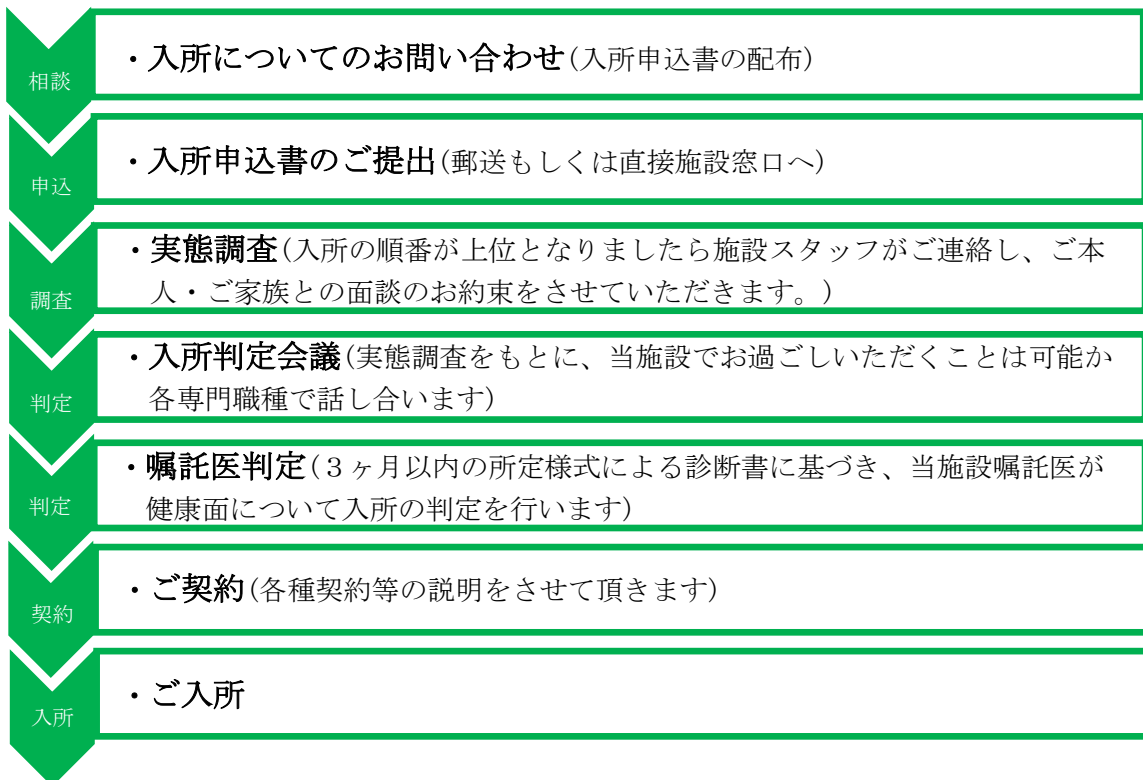 相談
・入所についてのお問い合わせ(入所申込書の配布)
申込
・入所申込書のご提出(郵送もしくは直接施設窓口へ)
調査
・実態調査(入所の順番が上位となりましたら施設スタッフがご連絡し、ご本
人・ご家族との面談のお約束をさせていただきます。)
判定
・入所判定会議(実態調査をもとに、当施設でお過ごしいただくことは可能か
各専門職種で話し合います)
判定
・嘱託医判定(３ヶ月以内の所定様式による診断書に基づき、当施設嘱託医が
健康面について入所の判定を行います)
契約
・ご契約(各種契約等の説明をさせて頂きます)
入所
・ご入所